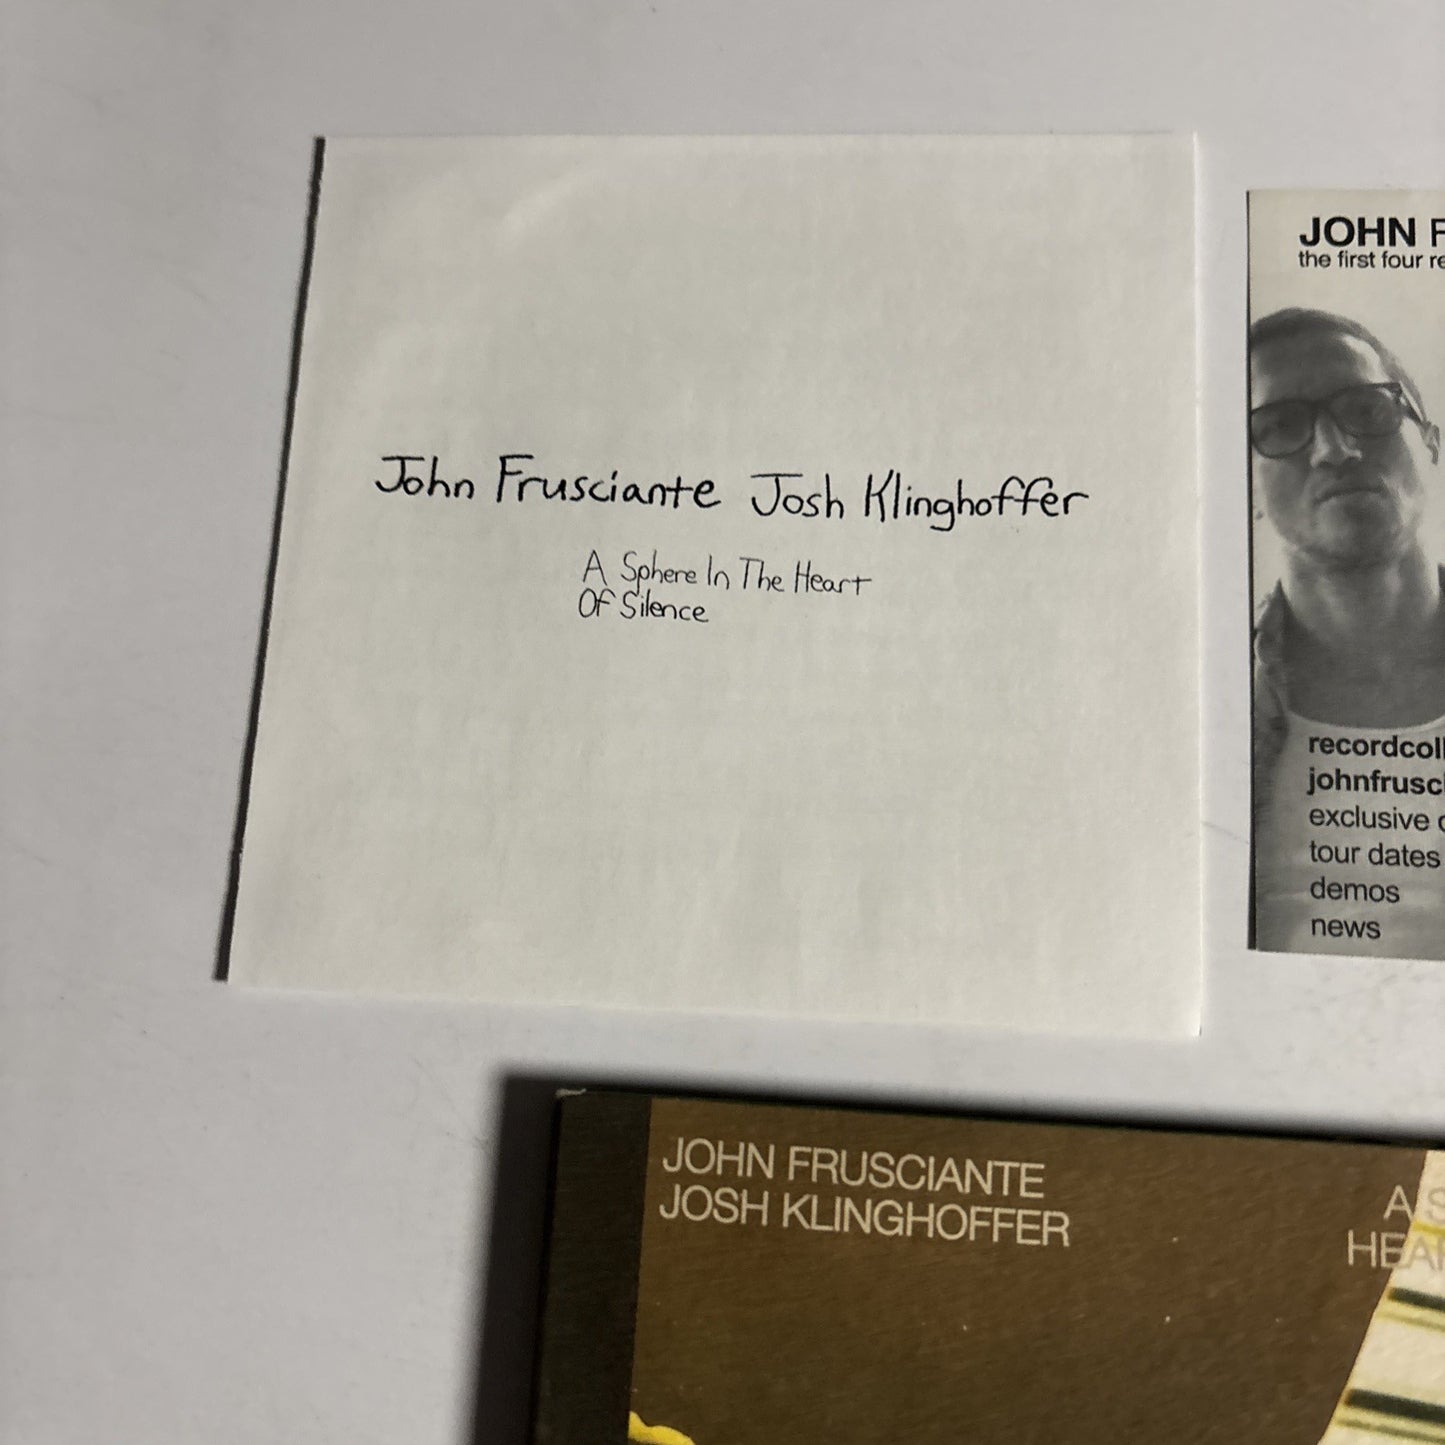 John Frusciante Josh Klinghoffer
A Sphere In The Heart
Of Silence
JOHN
the first four
demos
news
exclusive
tour dates
JOHN FRUSCIANTE
JOSH KLINGHOFFER
A